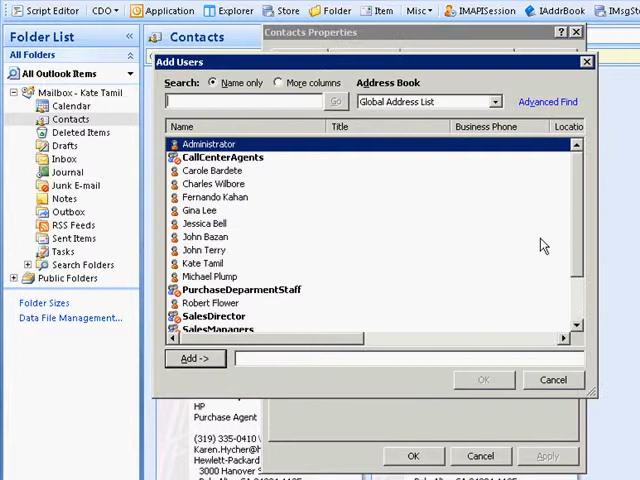 Script Editor CDO Application Explorer Store Folder Item Misc IMAPISession IAddrBook IMsgSto
Folder List «
All Folders
All Outlook Items
Mailbox - Kate Tamil
Calendar
Contacts
Deleted Items
Drafts
Inbox
Journal
Junk E-mail
Notes
Outbox
RSS Feeds
Sent Items
Tasks
Search Folders
Public Folders
Folder Sizes
Data File Management...
Contacts
Contacts Properties
Add Users
Search: Name only More columns Address Book
Go Global Address List Advanced Find
Name Title Business Phone Locatio
Administrator
CallCenterAgents
Carole Bardete
Charles Wilbore
Fernando Kahan
Gina Lee
Jessica Bell
John Bazan
John Terry
Kate Tamil
Michael Plump
PurchaseDeparmentStaff
Robert Flower
SalesDirector
SalesManagers
Add ->
OK Cancel
HP
Purchase Agent
(319) 335-0410
Karen.Hycher@h
Hewlett-Packard
3000 Hanover S
OK Cancel Apply